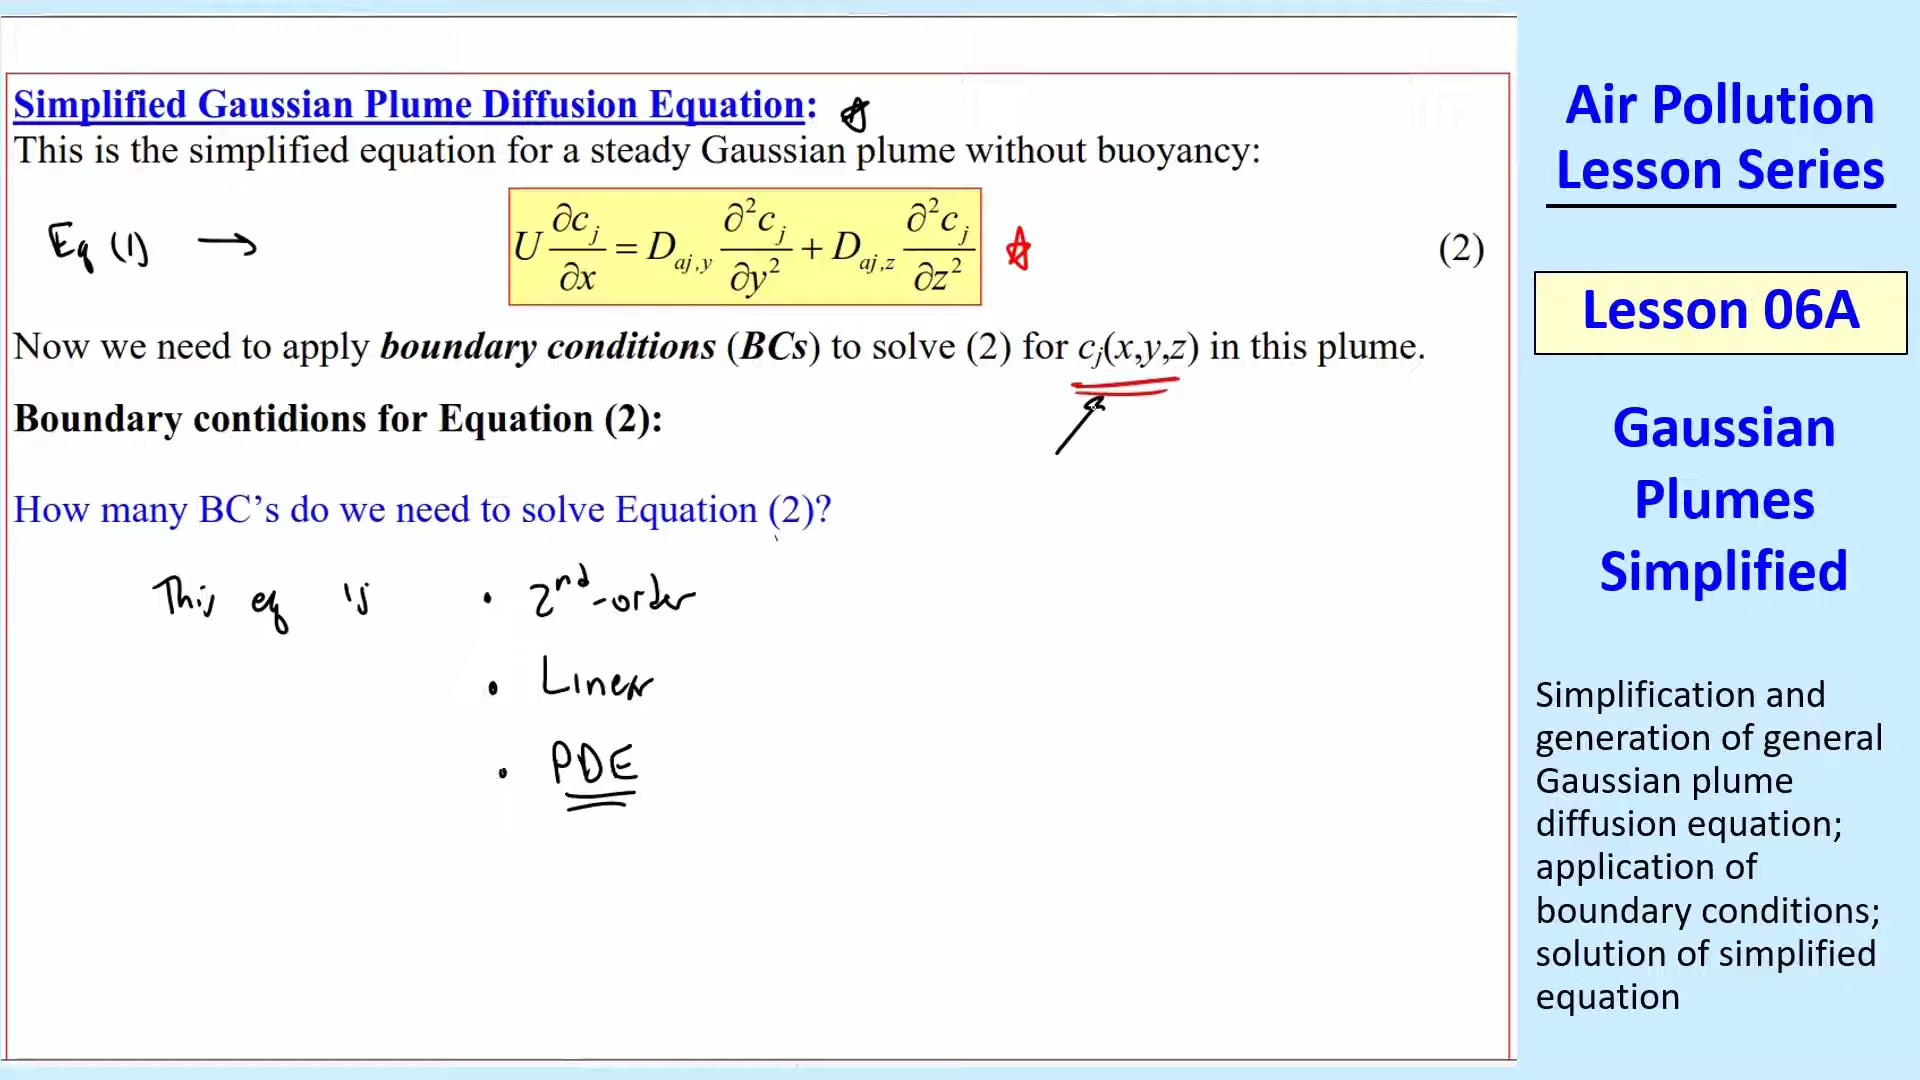 Simplified Gaussian Plume Diffusion Equation:
This is the simplified equation for a steady Gaussian plume without buoyancy:
Eq (1) → U ∂c_j/∂x = D_aj,y ∂²c_j/∂y² + D_aj,z ∂²c_j/∂z² (2)
Now we need to apply boundary conditions (BCs) to solve (2) for c_j(x,y,z) in this plume.
Boundary contidions for Equation (2):
How many BC’s do we need to solve Equation (2)?
This eq is • 2nd-order
• Linear
• PDE
Air Pollution
Lesson Series
Lesson 06A
Gaussian
Plumes
Simplified
Simplification and
generation of general
Gaussian plume
diffusion equation;
application of
boundary conditions;
solution of simplified
equation